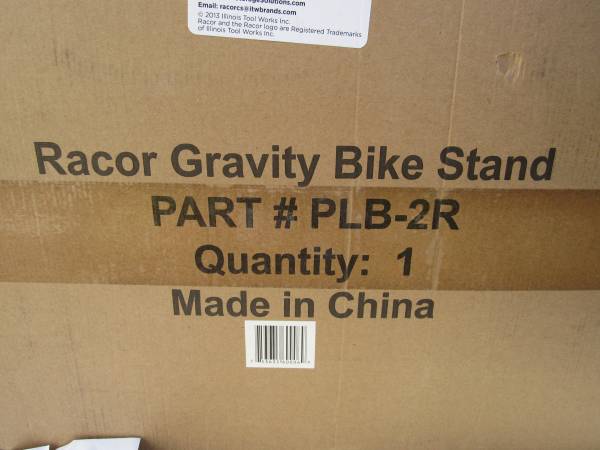 Email: racorcs@itwbrands.com
© 2013 Illinois Tool Works Inc.
Racor and the Racor logo are Registered Trademarks
of Illinois Tool Works Inc.
Racor Gravity Bike Stand
PART # PLB-2R
Quantity: 1
Made in China